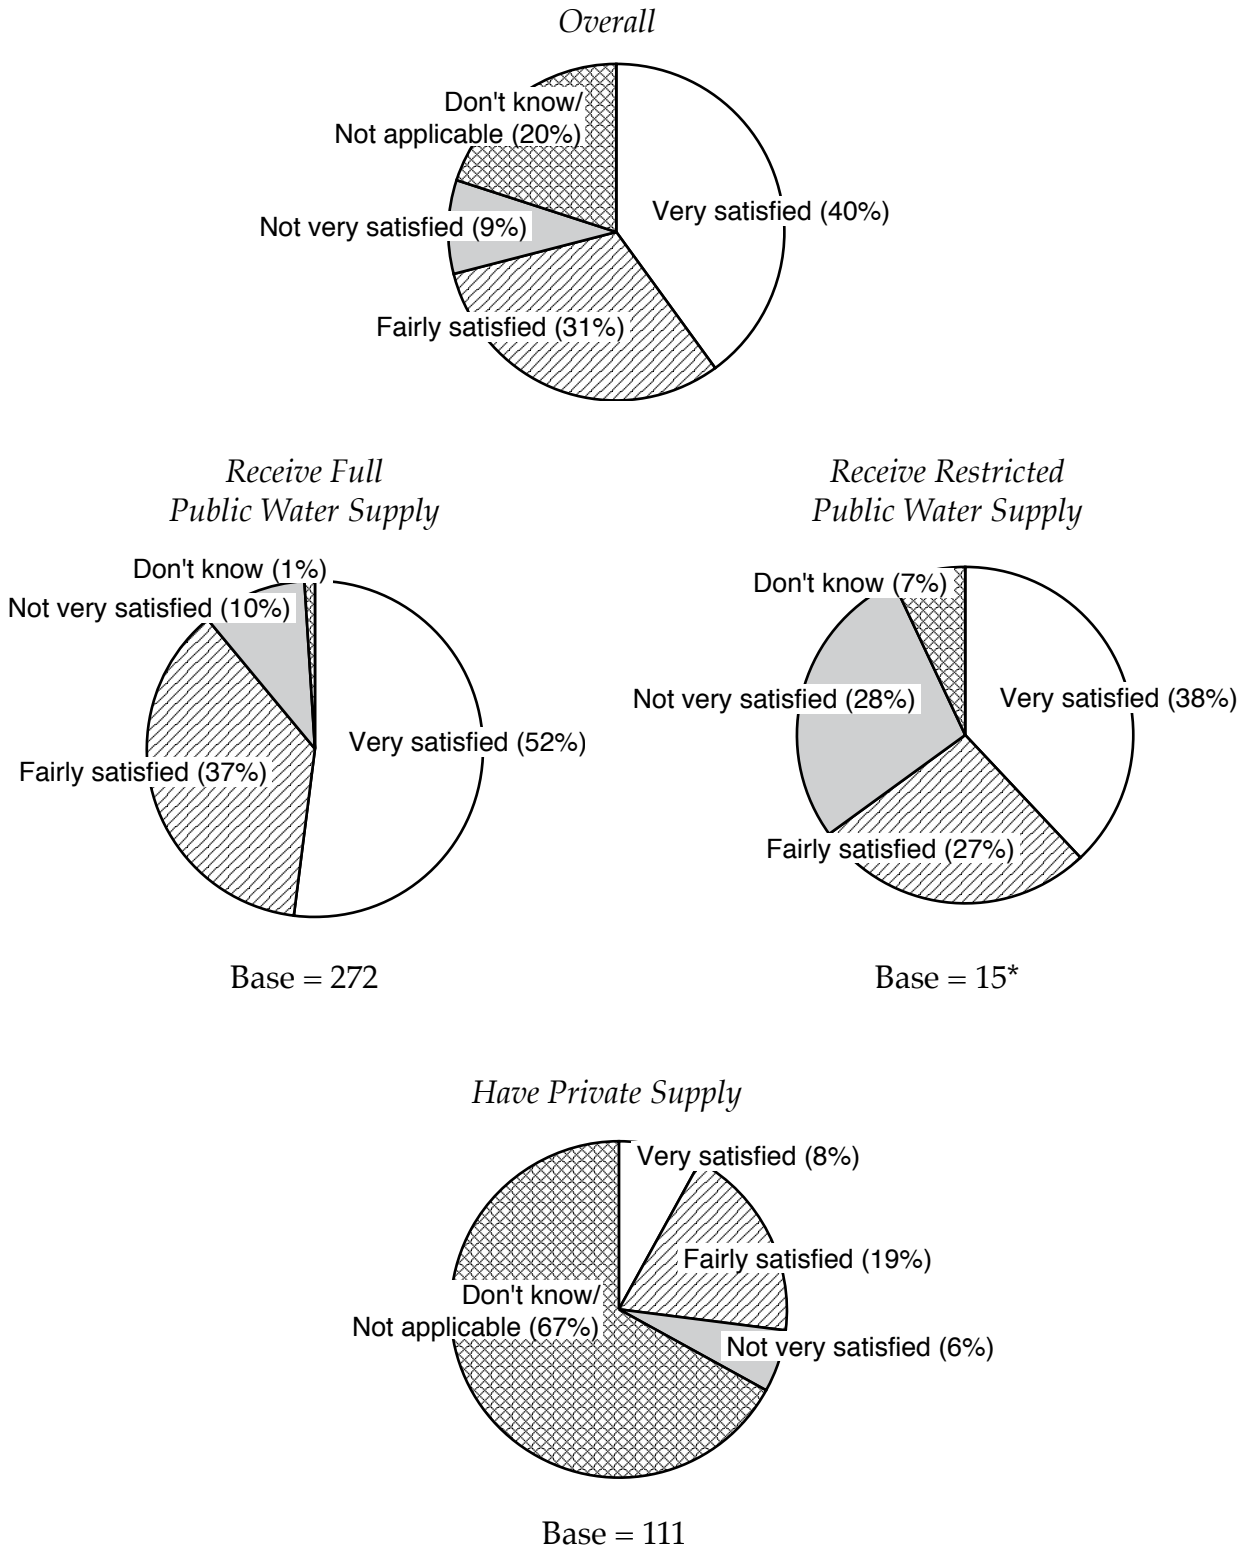 Overall
Don't know/
Not applicable (20%)
Very satisfied (40%)
Not very satisfied (9%)
Fairly satisfied (31%)
Receive Full
Public Water Supply
Don't know (1%)
Not very satisfied (10%)
Very satisfied (52%)
Fairly satisfied (37%)
Base = 272
Receive Restricted
Public Water Supply
Don't know (7%)
Not very satisfied (28%)
Very satisfied (38%)
Fairly satisfied (27%)
Base = 15*
Have Private Supply
Very satisfied (8%)
Fairly satisfied (19%)
Don't know/
Not applicable (67%)
Not very satisfied (6%)
Base = 111